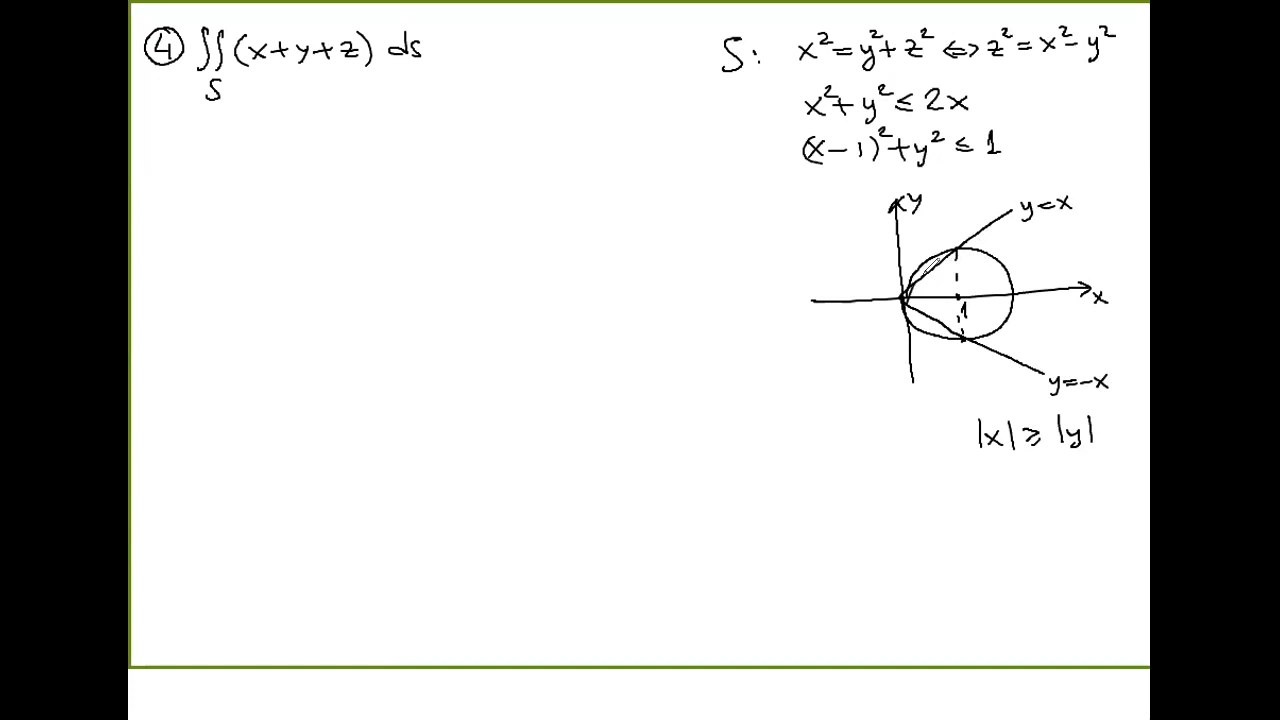 ④ ∬ (x+y+z) ds
S
S: x²=y²+z² ⇔ z²=x²-y²
x²+y² ≤ 2x
(x-1)²+y² ≤ 1
y
y=x
x
1
y=-x
|x| ≥ |y|